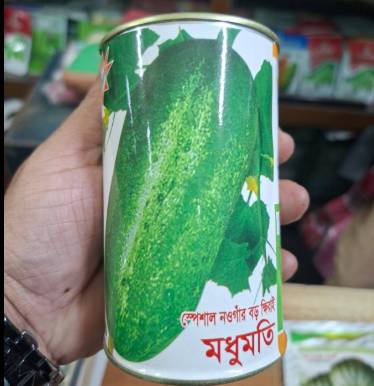 স্পেশাল নওগাঁর বড় ক্ষিরাই
মধুমতি